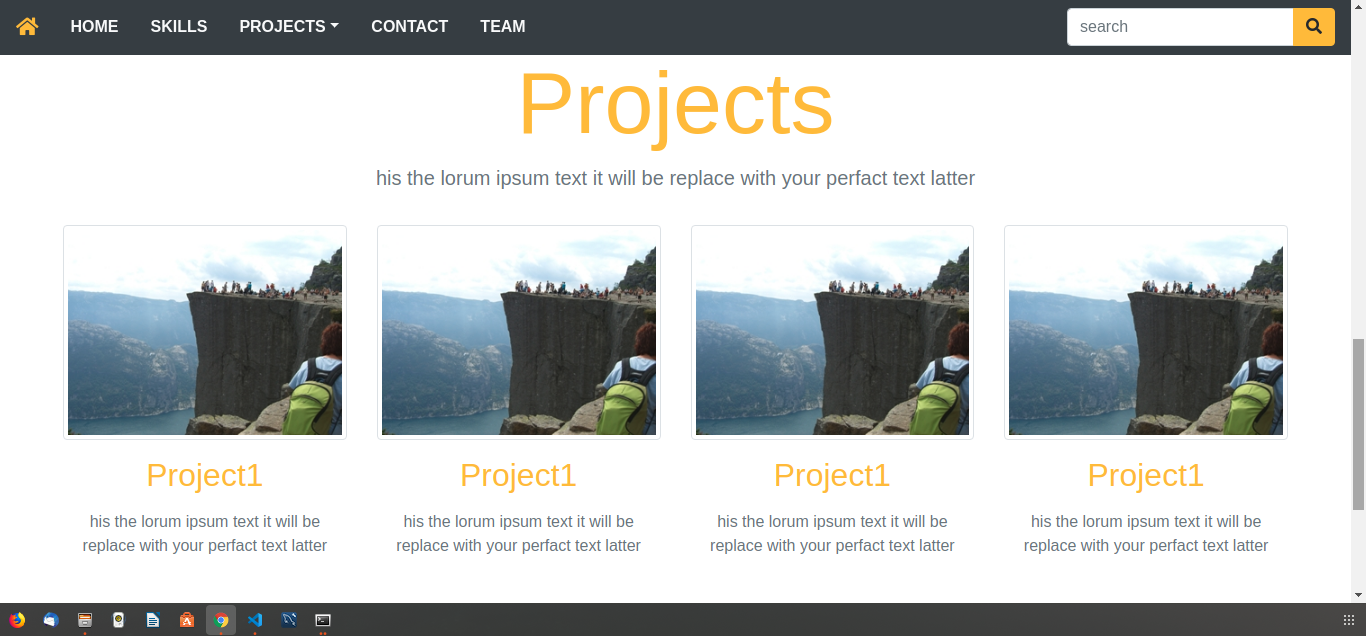 HOME SKILLS PROJECTS CONTACT TEAM search
Projects
his the lorum ipsum text it will be replace with your perfact text latter
Project1 Project1 Project1 Project1
his the lorum ipsum text it will be his the lorum ipsum text it will be his the lorum ipsum text it will be his the lorum ipsum text it will be
replace with your perfact text latter replace with your perfact text latter replace with your perfact text latter replace with your perfact text latter